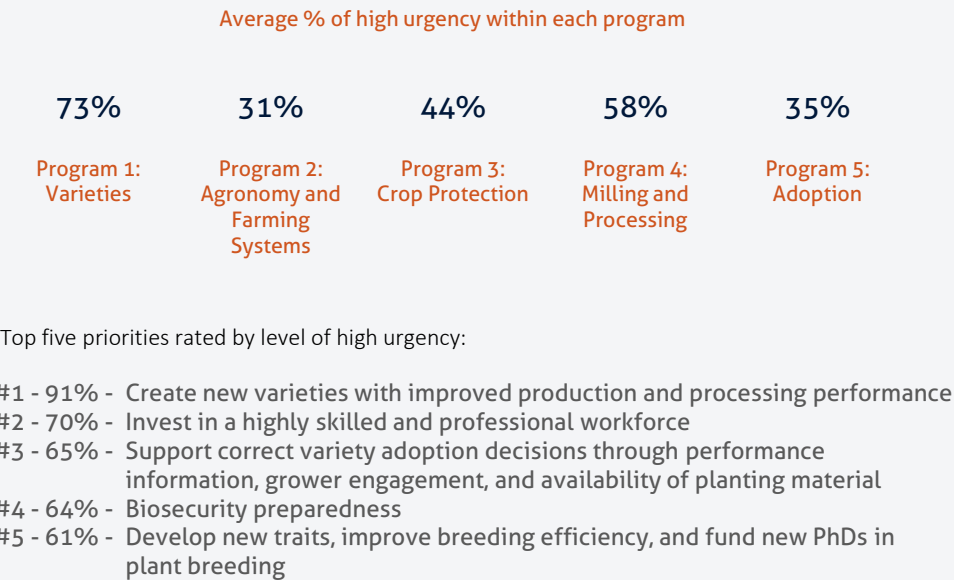 Average % of high urgency within each program
73%
31%
44%
58%
35%
Program 1:
Varieties
Program 2:
Agronomy and
Farming
Systems
Program 3:
Crop Protection
Program 4:
Milling and
Processing
Program 5:
Adoption
Top five priorities rated by level of high urgency:
#1 - 91% - Create new varieties with improved production and processing performance
#2 - 70% - Invest in a highly skilled and professional workforce
#3 - 65% - Support correct variety adoption decisions through performance
information, grower engagement, and availability of planting material
#4 - 64% - Biosecurity preparedness
#5 - 61% - Develop new traits, improve breeding efficiency, and fund new PhDs in
plant breeding